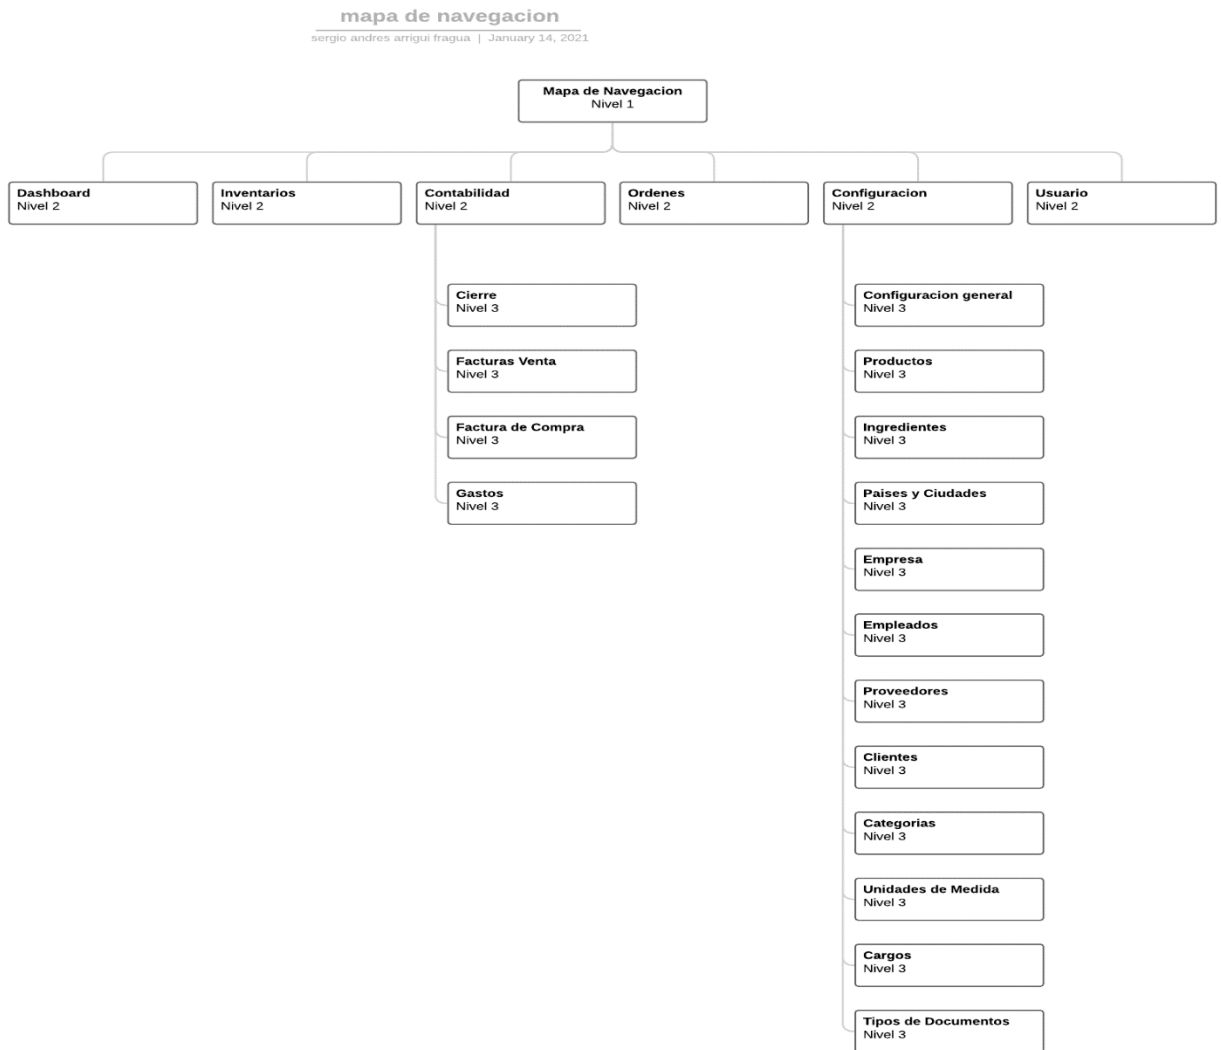 mapa de navegacion
sergio andres arrigui fragua | January 14, 2021
Mapa de Navegacion
Nivel 1
Dashboard
Nivel 2
Inventarios
Nivel 2
Contabilidad
Nivel 2
Ordenes
Nivel 2
Configuracion
Nivel 2
Usuario
Nivel 2
Cierre
Nivel 3
Facturas Venta
Nivel 3
Factura de Compra
Nivel 3
Gastos
Nivel 3
Configuracion general
Nivel 3
Productos
Nivel 3
Ingredientes
Nivel 3
Paises y Ciudades
Nivel 3
Empresa
Nivel 3
Empleados
Nivel 3
Proveedores
Nivel 3
Clientes
Nivel 3
Categorias
Nivel 3
Unidades de Medida
Nivel 3
Cargos
Nivel 3
Tipos de Documentos
Nivel 3